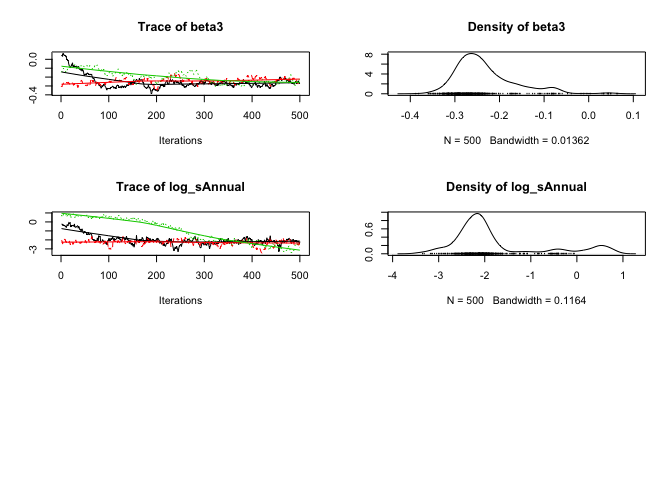 Trace of beta3
0.0
-0.4
0 100 200 300 400 500
Iterations
Density of beta3
8
4
0
-0.4 -0.3 -0.2 -0.1 0.0 0.1
N = 500 Bandwidth = 0.01362
Trace of log_sAnnual
0
-3
0 100 200 300 400 500
Iterations
Density of log_sAnnual
0.6
0.0
-4 -3 -2 -1 0 1
N = 500 Bandwidth = 0.1164